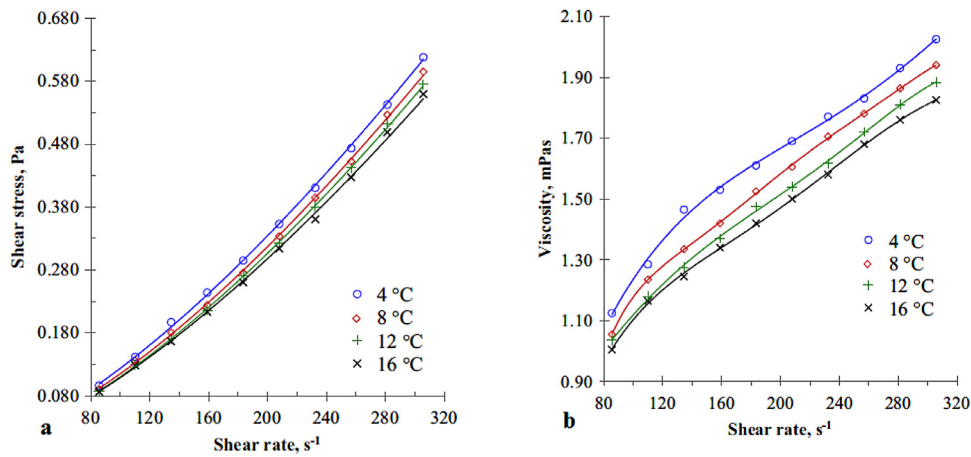 0.680
0.580
0.480
0.380
0.280
0.180
0.080
Shear stress, Pa
4 °C
8 °C
12 °C
16 °C
80 120 160 200 240 280 320
Shear rate, s-1
a
2.10
1.90
1.70
1.50
1.30
1.10
0.90
Viscosity, mPas
4 °C
8 °C
12 °C
16 °C
80 120 160 200 240 280 320
Shear rate, s-1
b